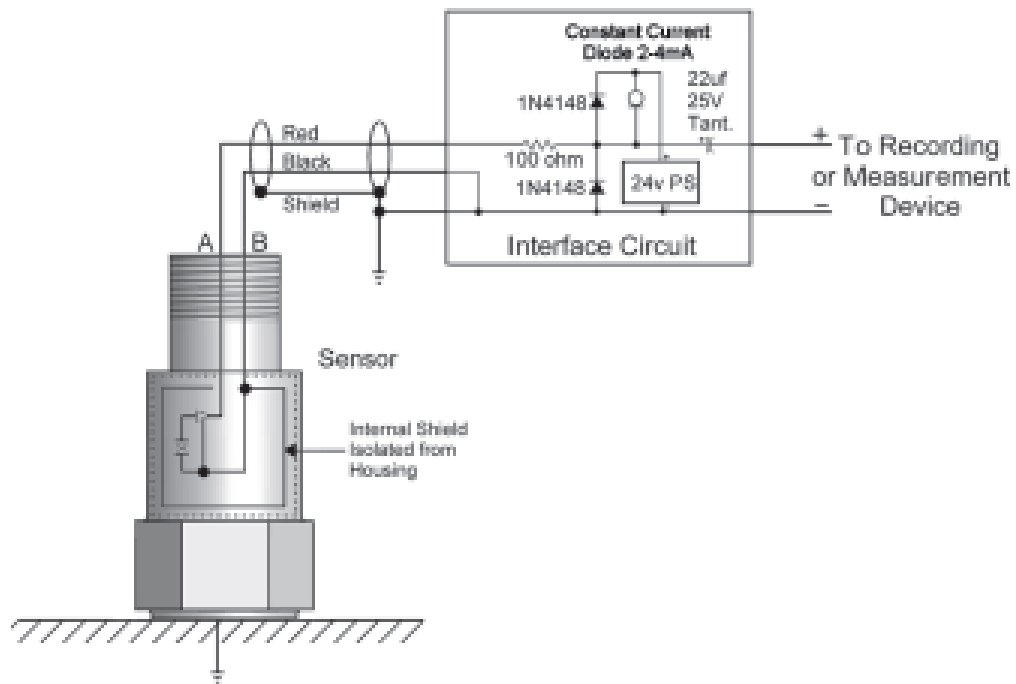 Constant Current
Diode 2-4mA
1N4148
22uf
25V
Tant.
Red
Black
Shield
100 ohm
1N4148
24v PS
+
To Recording
or Measurement
Device
−
Interface Circuit
A B
Sensor
Internal Shield
Isolated from
Housing